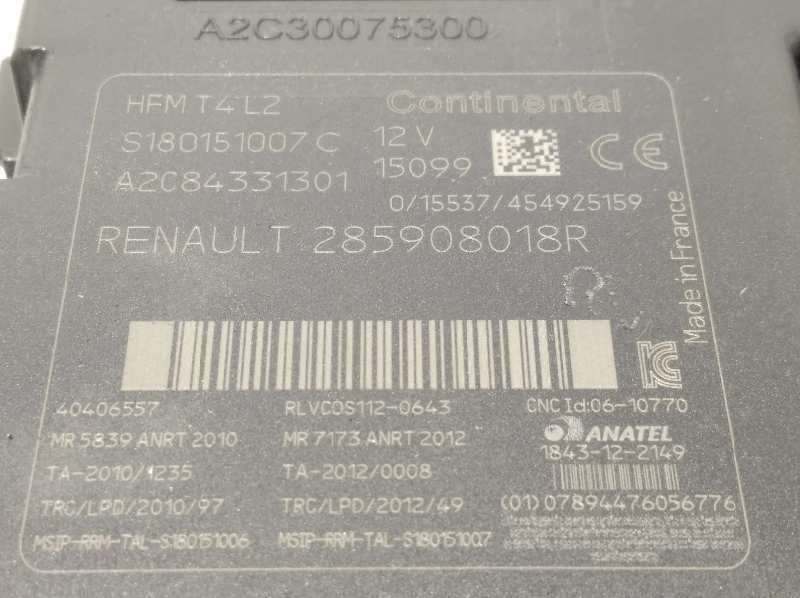 A2C30075300
HFM T4 L2 Continental
S180151007 C 12 V
A2C84331301 15099
CE
0/15537/454925159
RENAULT 285908018R
Made in France
40406557 RLVCOS112-0643 CNC Id:06-10770
MR 5839 ANRT 2010 MR 7173 ANRT 2012 ANATEL
1843-12-2149
TA-2010/1235 TA-2012/0008
TRC/LPD/2010/97 TRC/LPD/2012/49 (01)07894476056776
MSIP-RRM-TAL-S180151006 MSIP-RRM-TAL-S180151007